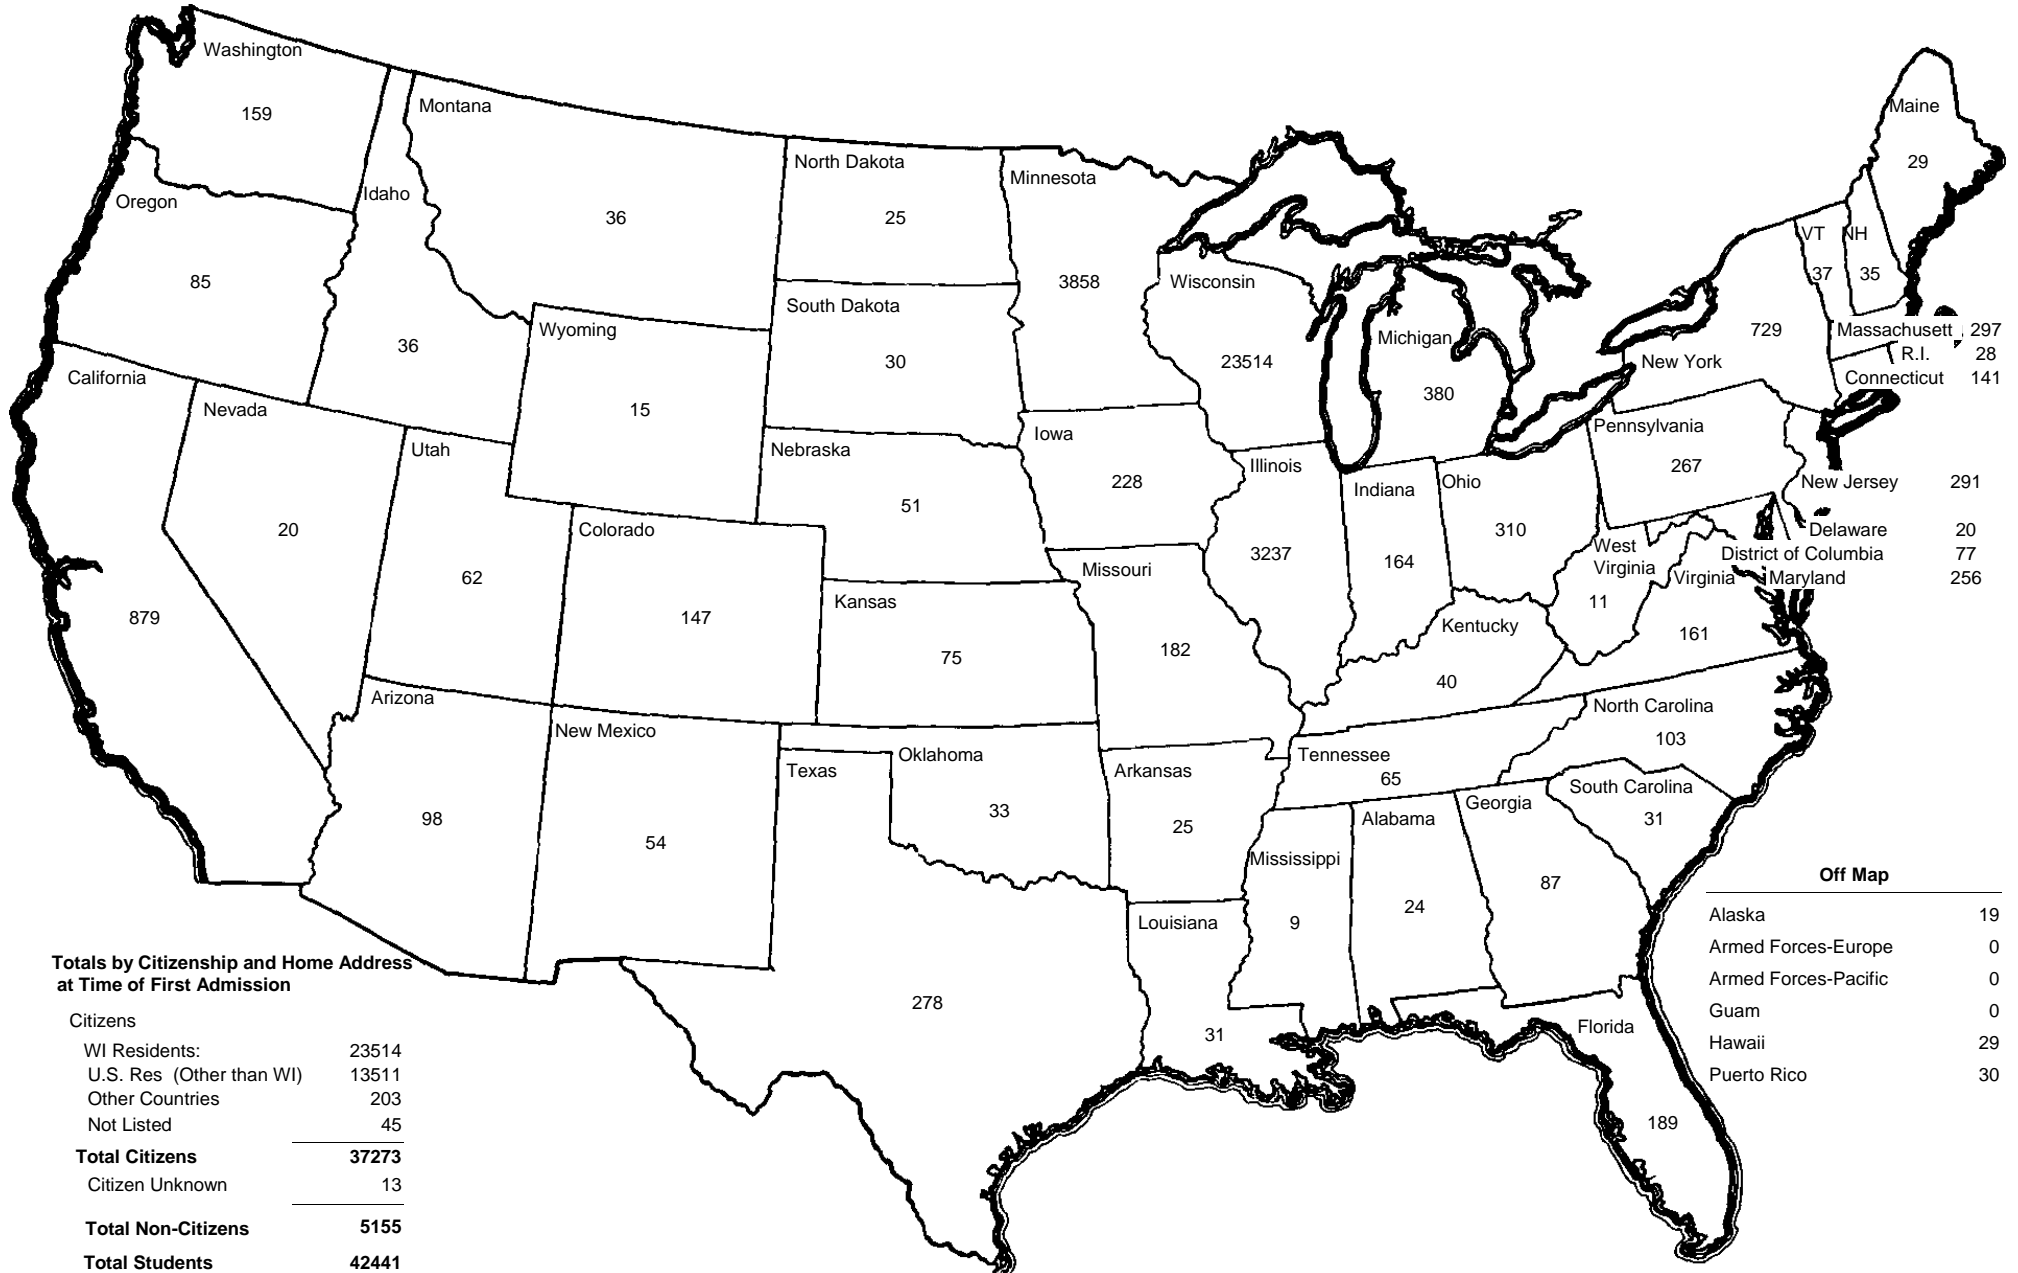 Washington
159
Montana
36
Idaho
36
Oregon
85
North Dakota
25
Minnesota
3858
Maine
29
VT
37
NH
35
Wisconsin
23514
South Dakota
30
Wyoming
15
Michigan
380
New York
729
Massachusett 297
R.I. 28
Connecticut 141
California
879
Nevada
20
Utah
62
Nebraska
51
Iowa
228
Illinois
3237
Indiana
164
Ohio
310
Pennsylvania
267
New Jersey 291
Delaware 20
District of Columbia 77
Maryland 256
Colorado
147
Kansas
75
Missouri
182
West
Virginia
11
Virginia
161
Kentucky
40
Arizona
98
New Mexico
54
Oklahoma
33
Texas
278
Arkansas
25
Tennessee
65
North Carolina
103
South Carolina
31
Georgia
87
Alabama
24
Mississippi
9
Louisiana
31
Florida
189
Off Map
Alaska 19
Armed Forces-Europe 0
Armed Forces-Pacific 0
Guam 0
Hawaii 29
Puerto Rico 30
Totals by Citizenship and Home Address
at Time of First Admission
Citizens
WI Residents: 23514
U.S. Res (Other than WI) 13511
Other Countries 203
Not Listed 45
Total Citizens 37273
Citizen Unknown 13
Total Non-Citizens 5155
Total Students 42441